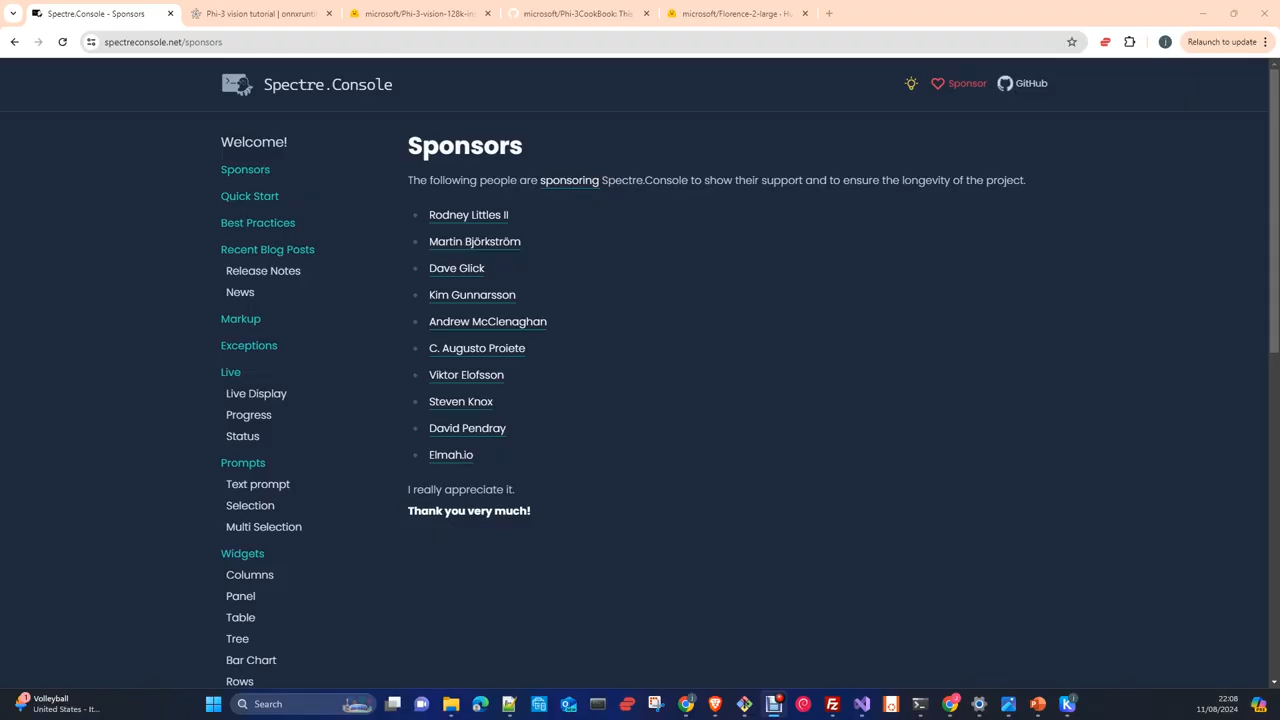 Spectre.Console - Sponsors
Phi-3 vision tutorial | onnxrunti
microsoft/Phi-3-vision-128k-ins
microsoft/Phi-3CookBook: This
microsoft/Florence-2-large · Hu
spectreconsole.net/sponsors
Relaunch to update
Spectre.Console
Sponsor
GitHub
Welcome!
Sponsors
Quick Start
Best Practices
Recent Blog Posts
Release Notes
News
Markup
Exceptions
Live
Live Display
Progress
Status
Prompts
Text prompt
Selection
Multi Selection
Widgets
Columns
Panel
Table
Tree
Bar Chart
Rows
Sponsors
The following people are sponsoring Spectre.Console to show their support and to ensure the longevity of the project.
Rodney Littles II
Martin Björkström
Dave Glick
Kim Gunnarsson
Andrew McClenaghan
C. Augusto Proiete
Viktor Elofsson
Steven Knox
David Pendray
Elmah.io
I really appreciate it.
Thank you very much!
Volleyball
United States - It...
Search
22:08
11/08/2024